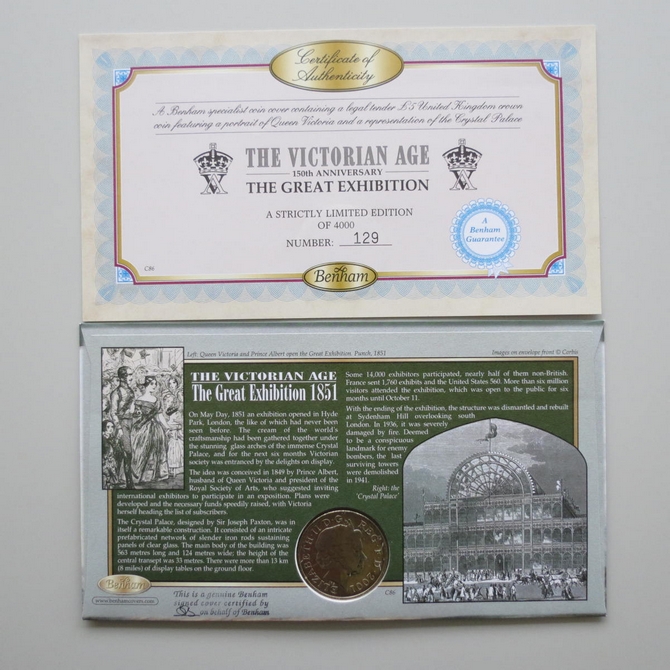 Certificate of
Authenticity
A Benham specialist coin cover containing a legal tender £5 United Kingdom crown
coin featuring a portrait of Queen Victoria and a representation of the Crystal Palace
THE VICTORIAN AGE
150th ANNIVERSARY
THE GREAT EXHIBITION
A STRICTLY LIMITED EDITION
OF 4000
NUMBER: 129
A
Benham
Guarantee
C86
Benham
Left: Queen Victoria and Prince Albert open the Great Exhibition. Punch, 1851
Images on envelope front © Corbis
THE VICTORIAN AGE
The Great Exhibition 1851
On May Day, 1851 an exhibition opened in Hyde
Park, London, the like of which had never been
seen before. The cream of the world's
craftsmanship had been gathered together under
the stunning glass arches of the immense Crystal
Palace, and for the next six months Victorian
society was entranced by the delights on display.
The idea was conceived in 1849 by Prince Albert,
husband of Queen Victoria and president of the
Royal Society of Arts, who suggested inviting
international exhibitors to participate in an exposition. Plans were
developed and the necessary funds speedily raised, with Victoria
herself heading the list of subscribers.
The Crystal Palace, designed by Sir Joseph Paxton, was in
itself a remarkable construction. It consisted of an intricate
prefabricated network of slender iron rods sustaining
panels of clear glass. The main body of the building was
563 metres long and 124 metres wide; the height of the
central transept was 33 metres. There were more than 13 km
(8 miles) of display tables on the ground floor.
Some 14,000 exhibitors participated, nearly half of them non-British.
France sent 1,760 exhibits and the United States 560. More than six million
visitors attended the exhibition, which was open to the public for six
months until October 11.
With the ending of the exhibition, the structure was dismantled and rebuilt
at Sydenham Hill overlooking south
London. In 1936, it was severely
damaged by fire. Deemed
to be a conspicuous
landmark for enemy
bombers, the last
surviving towers
were demolished
in 1941.
Right: the
'Crystal Palace'
ELIZABETH II D G REG F D 2001
C86
Benham
www.benhamcovers.com
This is a genuine Benham
signed cover certified by
on behalf of Benham